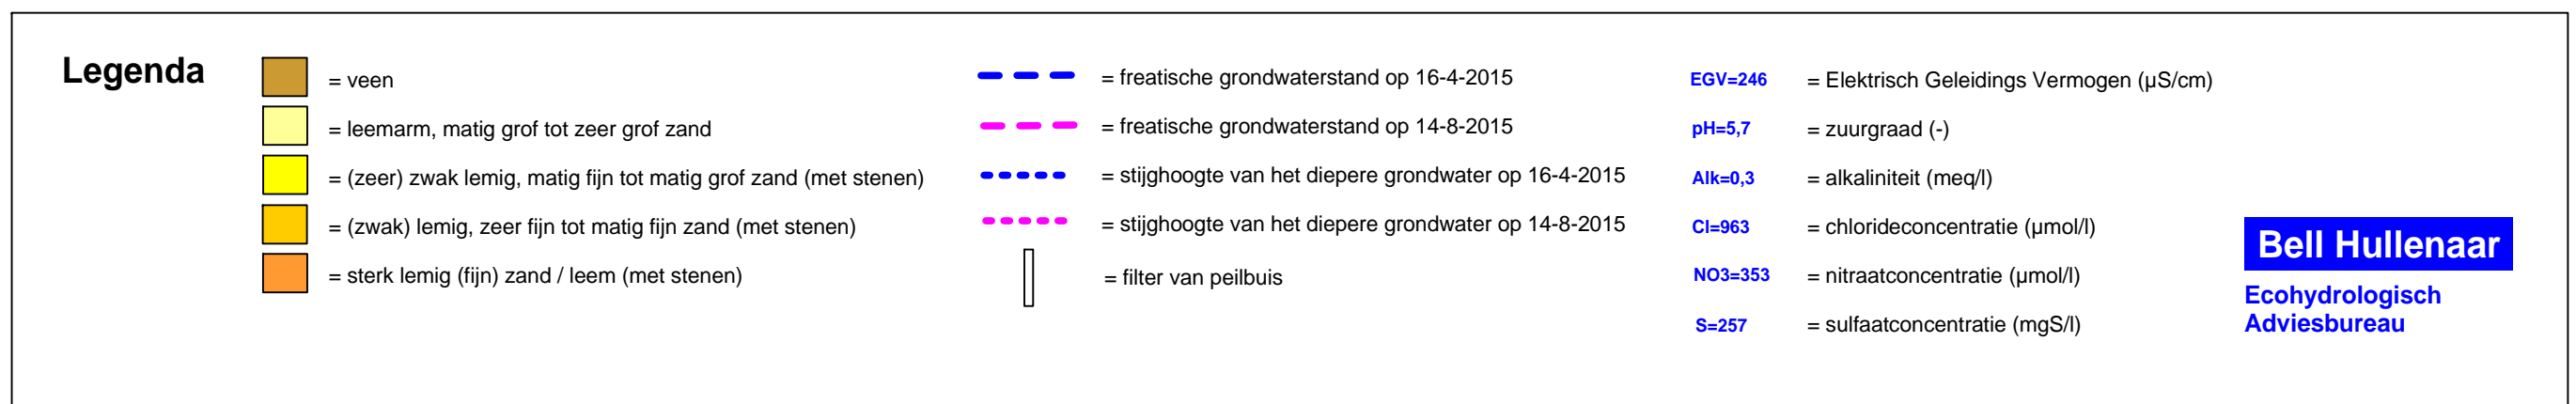 Legenda
= veen
= leemarm, matig grof tot zeer grof zand
= (zeer) zwak lemig, matig fijn tot matig grof zand (met stenen)
= (zwak) lemig, zeer fijn tot matig fijn zand (met stenen)
= sterk lemig (fijn) zand / leem (met stenen)
= freatische grondwaterstand op 16-4-2015
= freatische grondwaterstand op 14-8-2015
= stijghoogte van het diepere grondwater op 16-4-2015
= stijghoogte van het diepere grondwater op 14-8-2015
= filter van peilbuis
EGV=246 = Elektrisch Geleidings Vermogen (µS/cm)
pH=5,7 = zuurgraad (-)
Alk=0,3 = alkaliniteit (meq/l)
Cl=963 = chlorideconcentratie (µmol/l)
NO3=353 = nitraatconcentratie (µmol/l)
S=257 = sulfaatconcentratie (mgS/l)
Bell Hullenaar
Ecohydrologisch
Adviesbureau